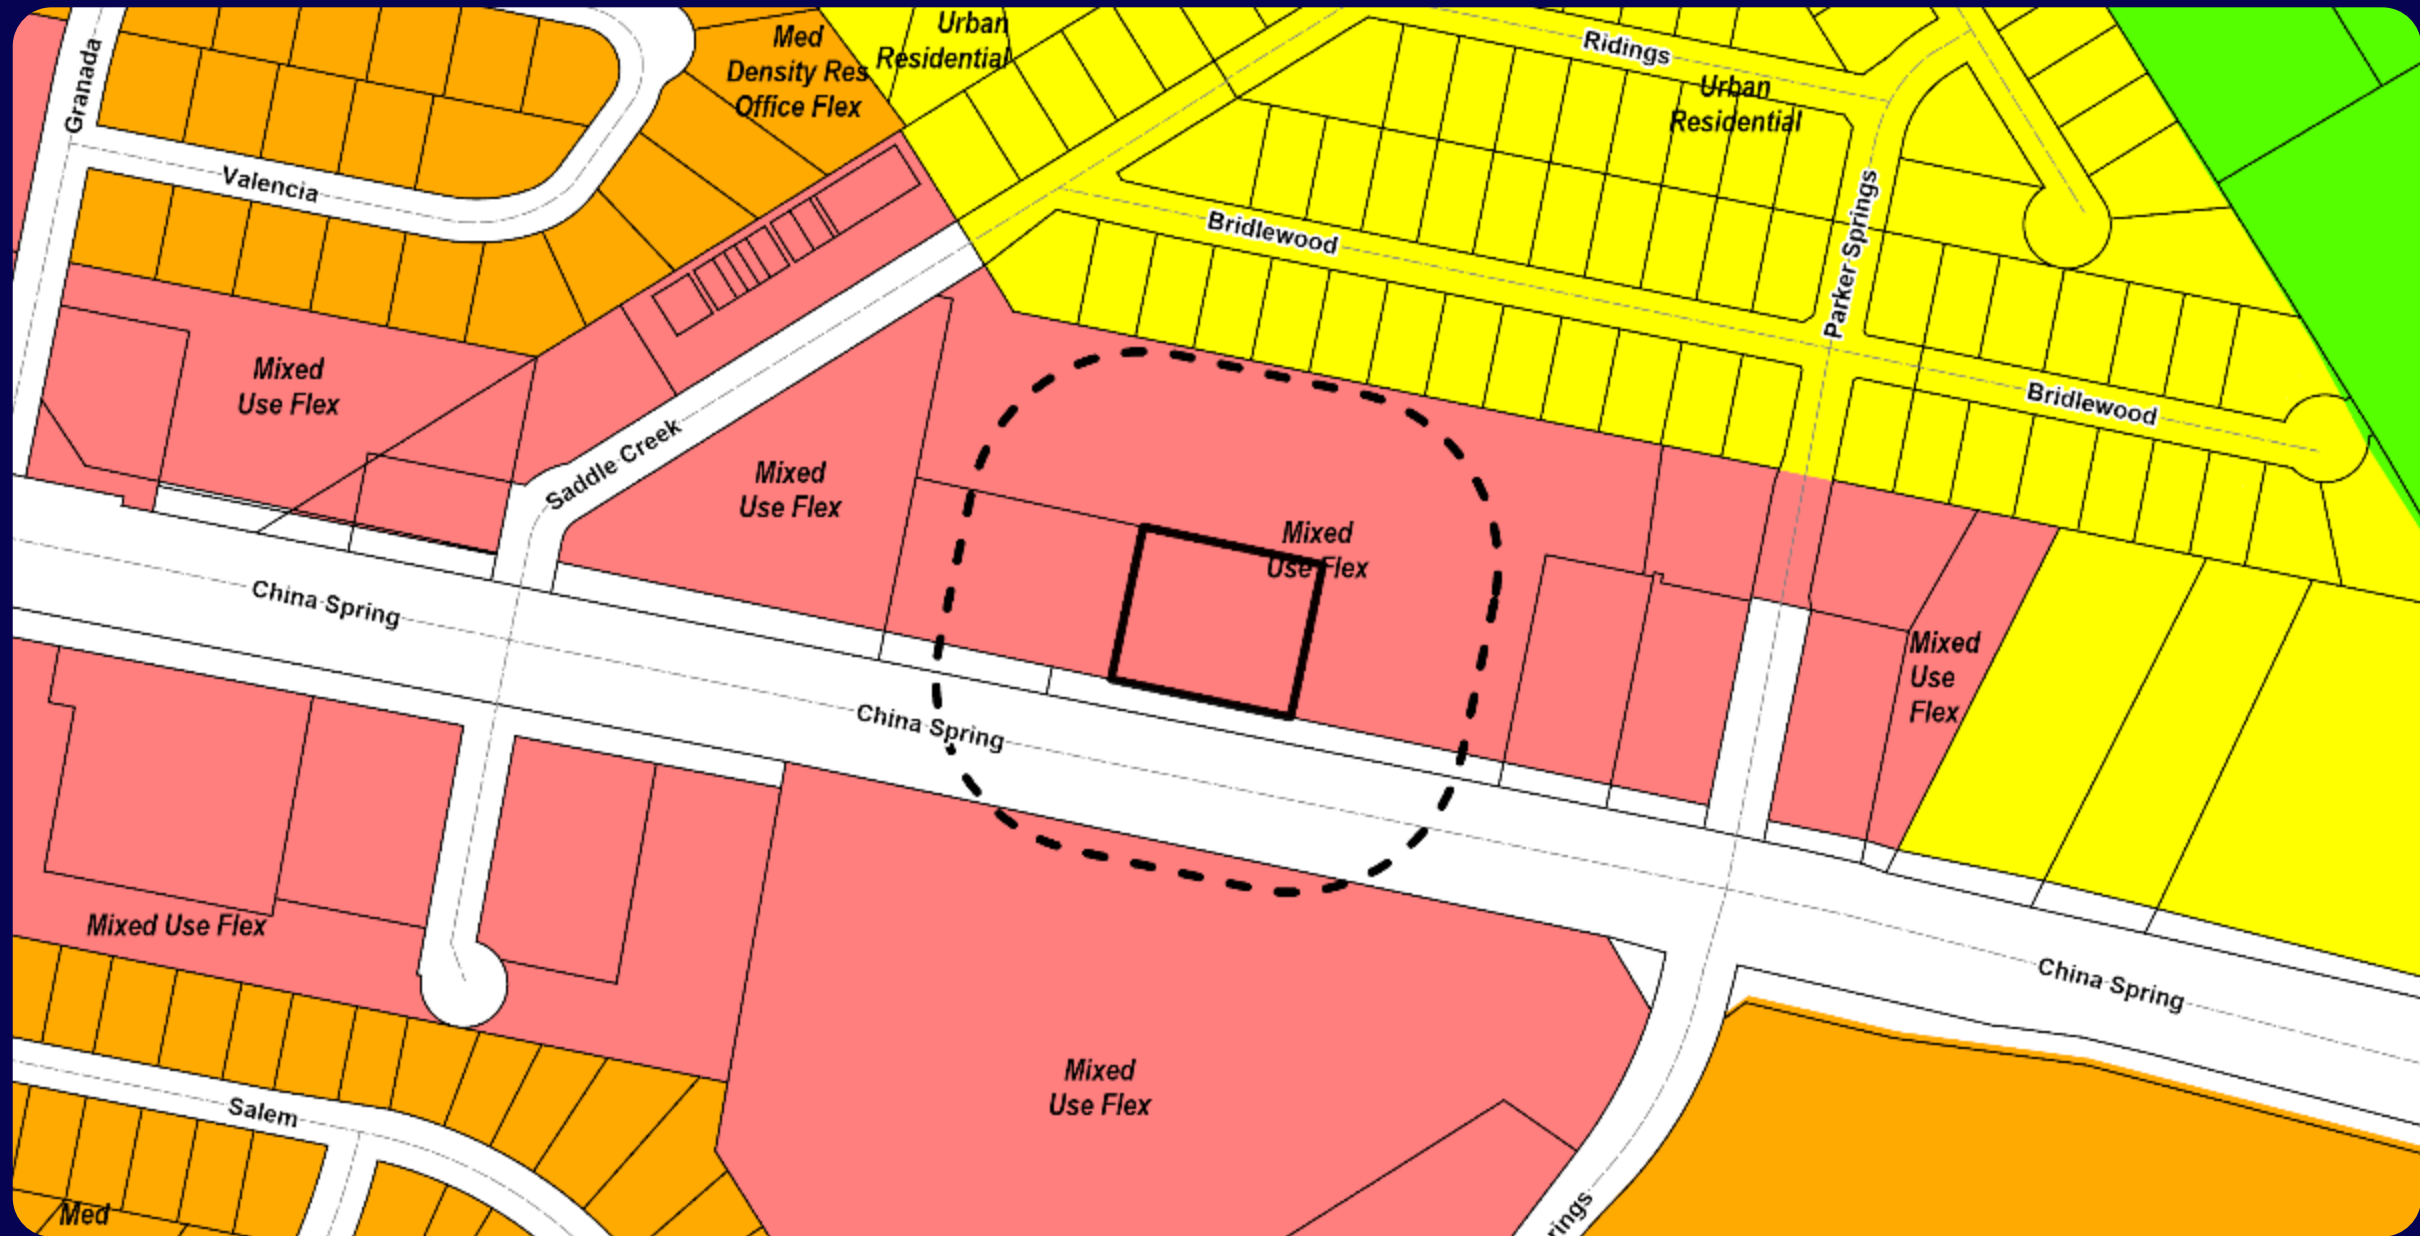 Granada
Med
Density Res
Office Flex
Urban
Residential
Ridings
Urban
Residential
Valencia
Bridlewood
Parker Springs
Mixed
Use Flex
Bridlewood
Saddle Creek
Mixed
Use Flex
Mixed
Use Flex
China Spring
Mixed
Use
Flex
China Spring
Mixed Use Flex
China Spring
Mixed
Use Flex
Salem
Med
rings